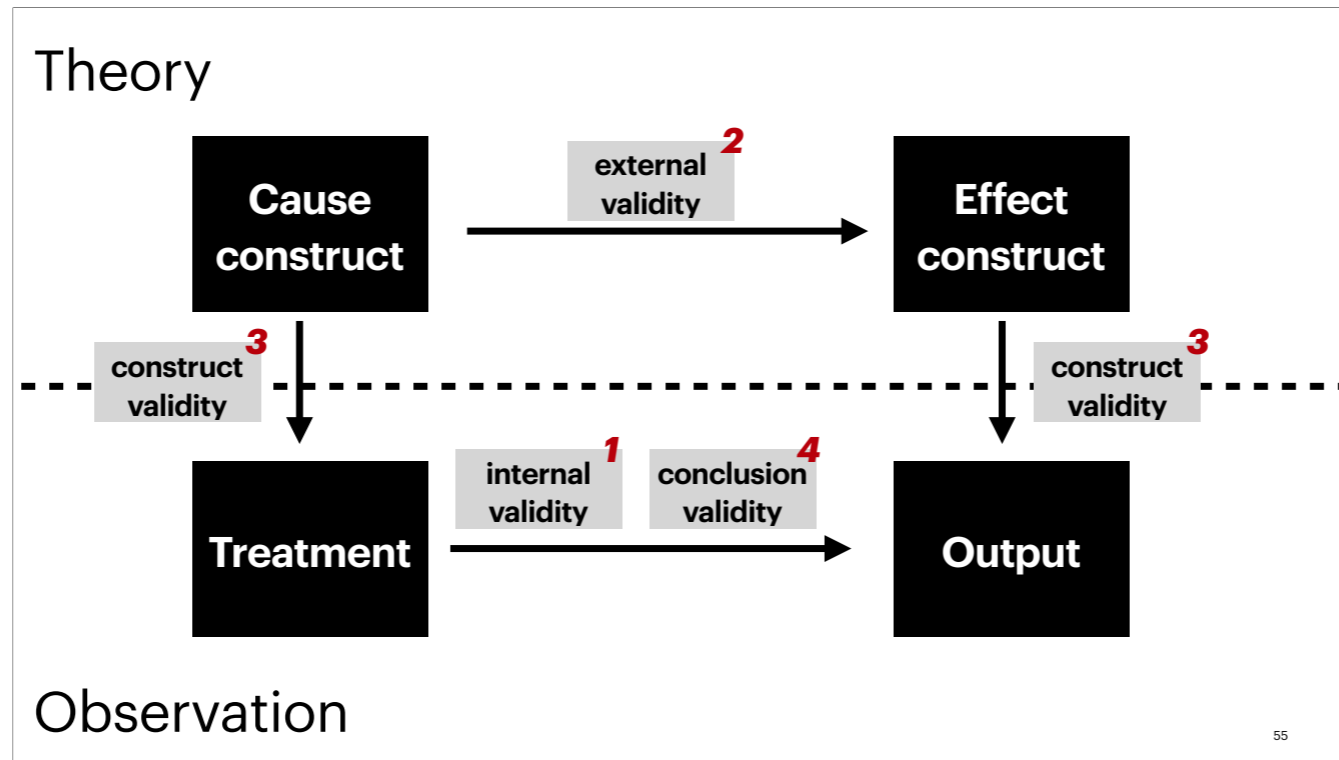 Theory
Cause
construct
external
validity
2
Effect
construct
construct
validity
3
construct
validity
3
Treatment
internal
validity
1
conclusion
validity
4
Output
Observation
55